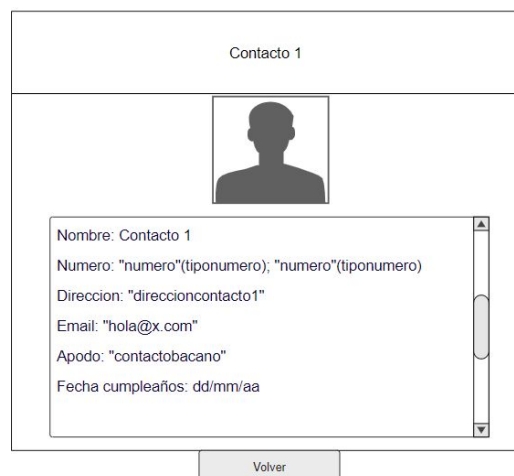 Contacto 1
Nombre: Contacto 1
Numero: "numero"(tiponumero); "numero"(tiponumero)
Direccion: "direccioncontacto1"
Email: "hola@x.com"
Apodo: "contactobacano"
Fecha cumpleaños: dd/mm/aa
Volver